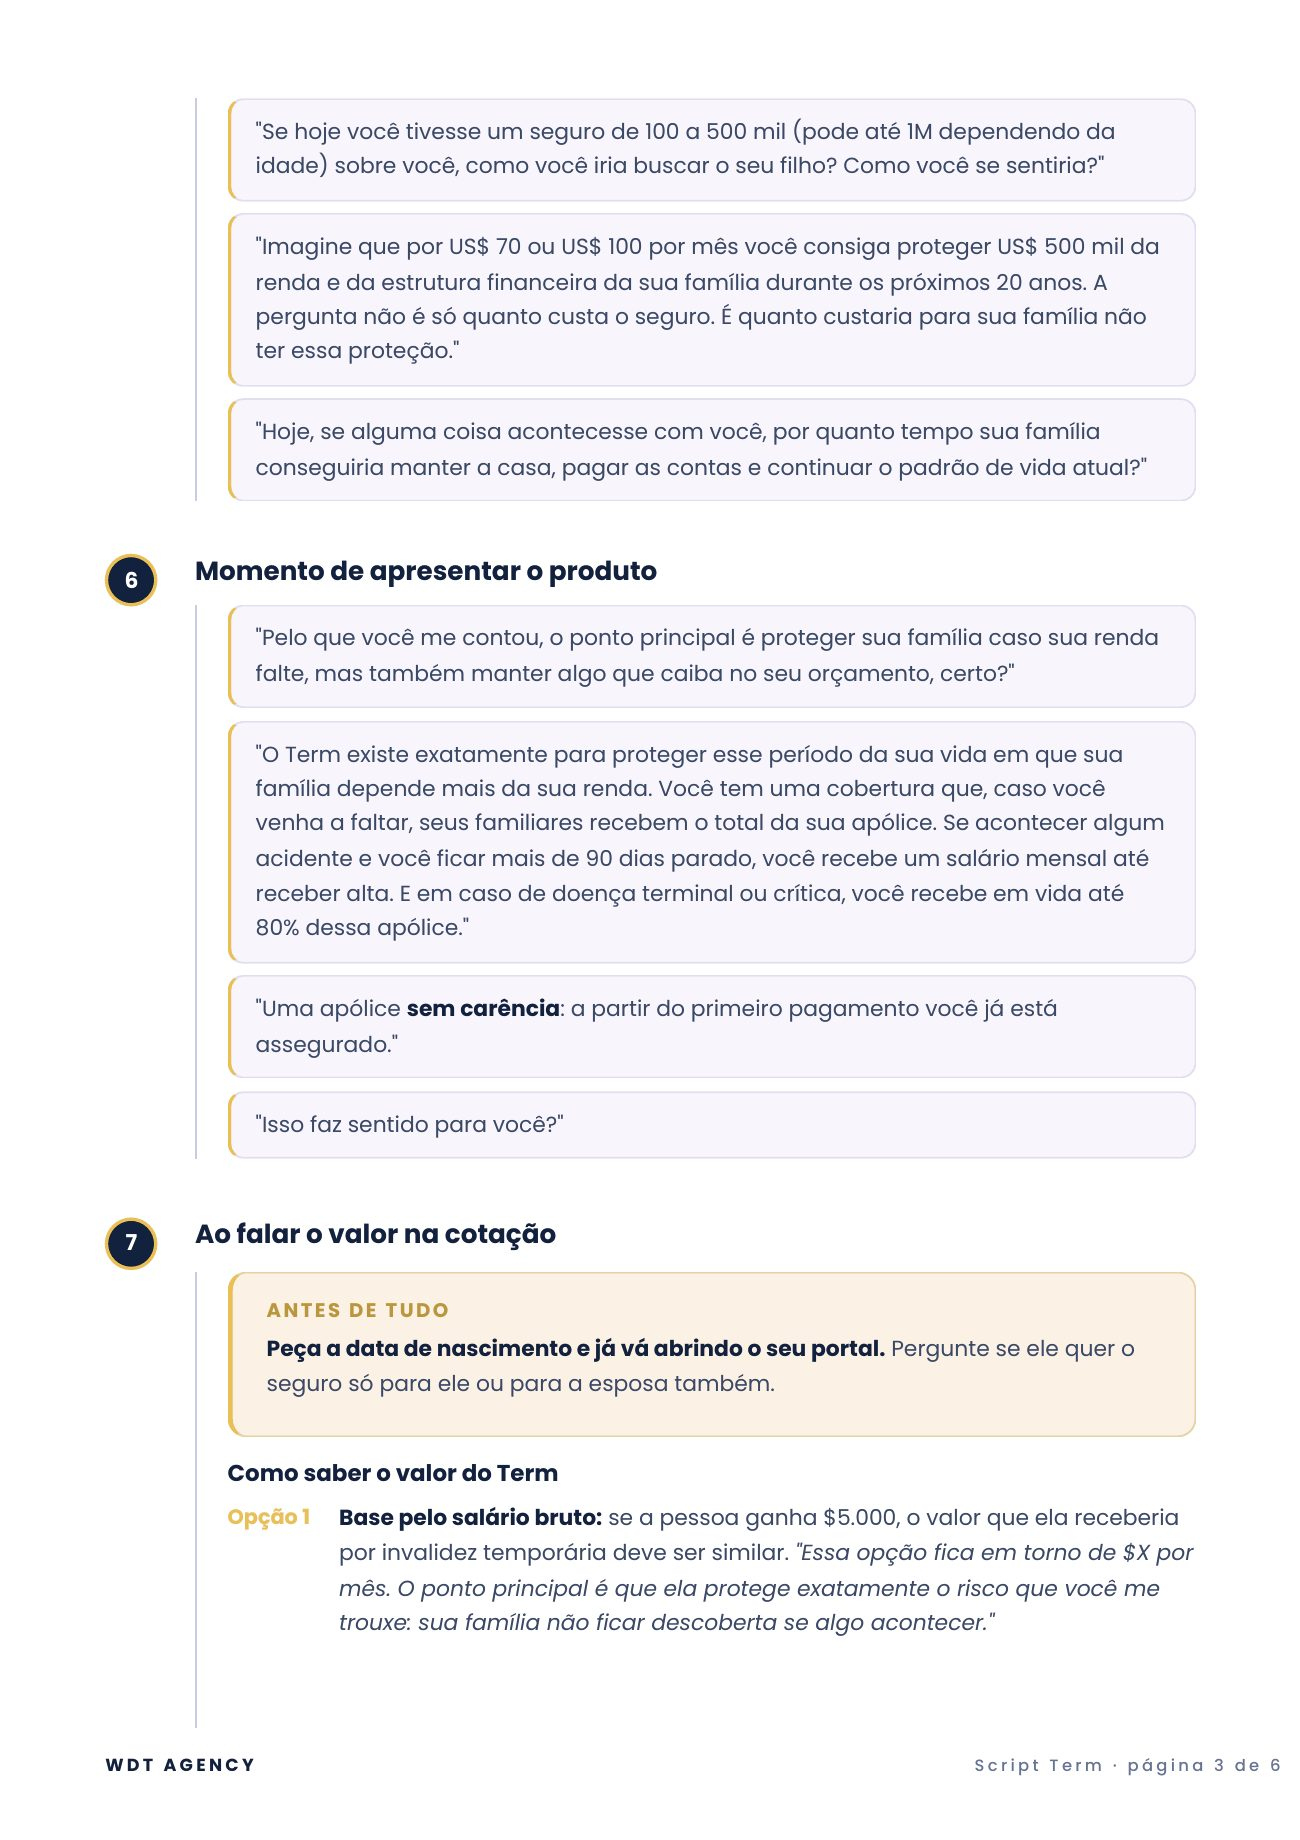 "Se hoje você tivesse um seguro de 100 a 500 mil (pode até 1M dependendo da
idade) sobre você, como você iria buscar o seu filho? Como você se sentiria?"
"Imagine que por US$ 70 ou US$ 100 por mês você consiga proteger US$ 500 mil da
renda e da estrutura financeira da sua família durante os próximos 20 anos. A
pergunta não é só quanto custa o seguro. É quanto custaria para sua família não
ter essa proteção."
"Hoje, se alguma coisa acontecesse com você, por quanto tempo sua família
conseguiria manter a casa, pagar as contas e continuar o padrão de vida atual?"
6 Momento de apresentar o produto
"Pelo que você me contou, o ponto principal é proteger sua família caso sua renda
falte, mas também manter algo que caiba no seu orçamento, certo?"
"O Term existe exatamente para proteger esse período da sua vida em que sua
família depende mais da sua renda. Você tem uma cobertura que, caso você
venha a faltar, seus familiares recebem o total da sua apólice. Se acontecer algum
acidente e você ficar mais de 90 dias parado, você recebe um salário mensal até
receber alta. E em caso de doença terminal ou crítica, você recebe em vida até
80% dessa apólice."
"Uma apólice sem carência: a partir do primeiro pagamento você já está
assegurado."
"Isso faz sentido para você?"
7 Ao falar o valor na cotação
ANTES DE TUDO
Peça a data de nascimento e já vá abrindo o seu portal. Pergunte se ele quer o
seguro só para ele ou para a esposa também.
Como saber o valor do Term
Opção 1 Base pelo salário bruto: se a pessoa ganha $5.000, o valor que ela receberia
por invalidez temporária deve ser similar. "Essa opção fica em torno de $X por
mês. O ponto principal é que ela protege exatamente o risco que você me
trouxe: sua família não ficar descoberta se algo acontecer."
WDT AGENCY
Script Term · página 3 de 6